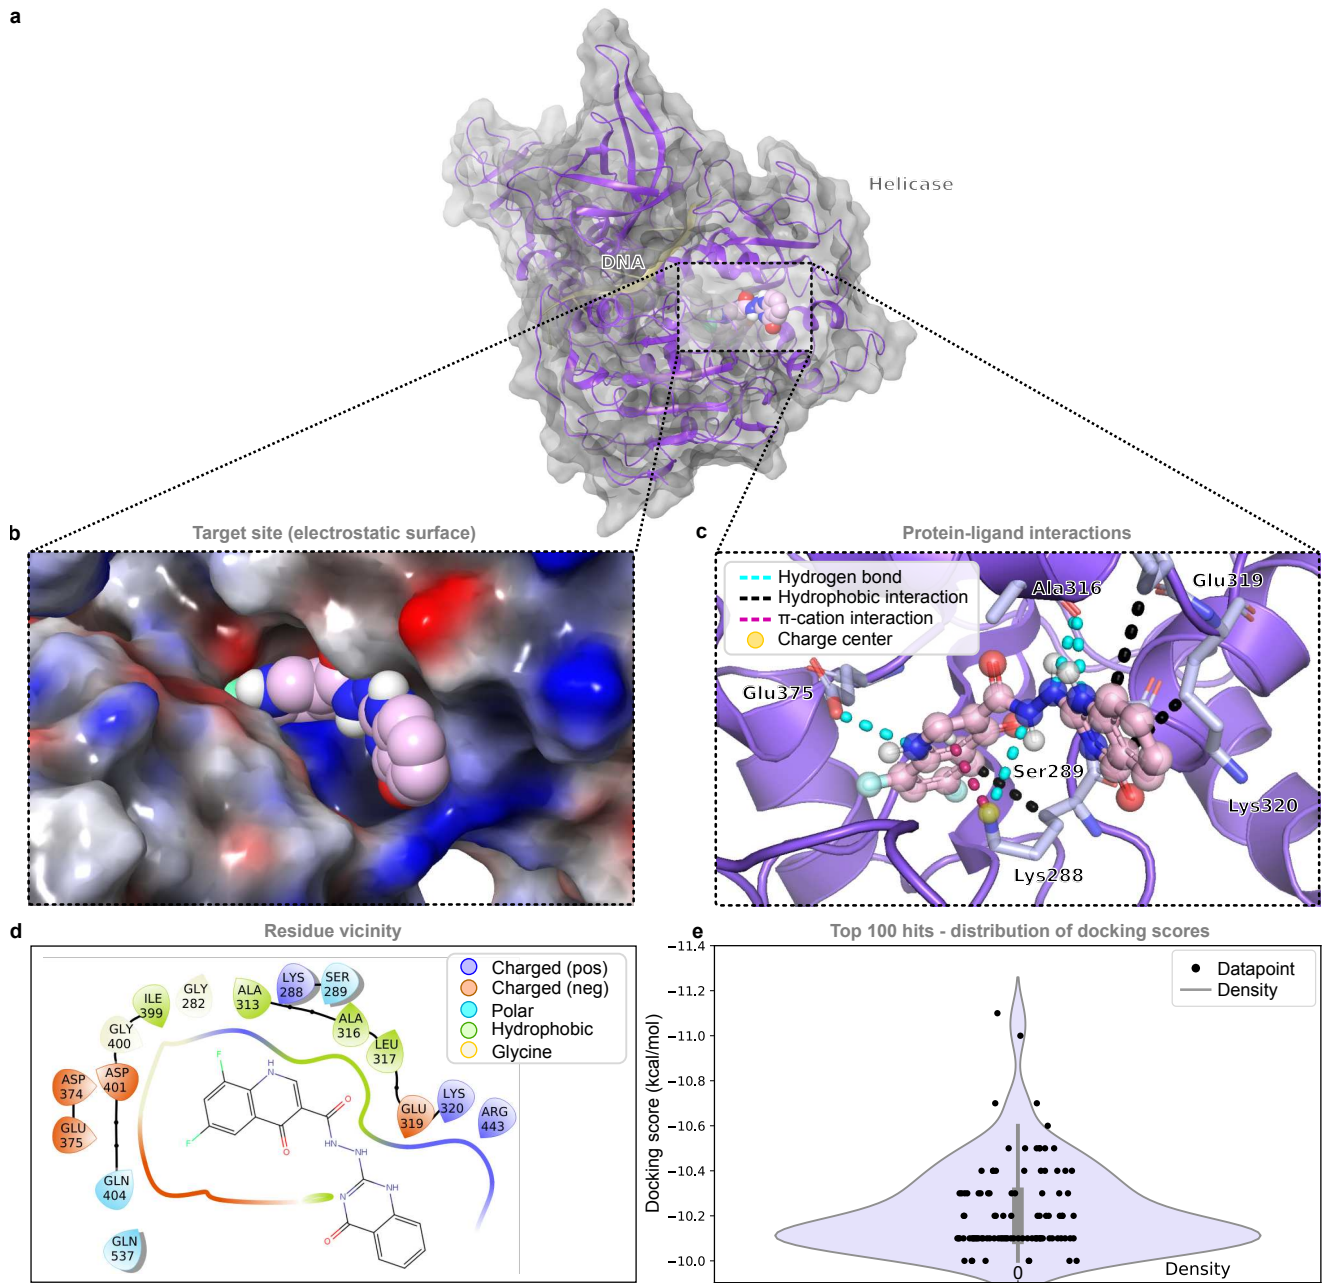 a
Helicase
DNA
b
Target site (electrostatic surface)
c
Protein-ligand interactions
Hydrogen bond
Hydrophobic interaction
π-cation interaction
Charge center
Ala316
Glu319
Glu375
Ser289
Lys320
Lys288
d
Residue vicinity
Charged (pos)
Charged (neg)
Polar
Hydrophobic
Glycine
LYS
288
SER
289
GLY
282
ALA
313
ILE
399
ALA
316
GLY
400
LEU
317
ASP
374
ASP
401
GLU
375
GLU
319
LYS
320
ARG
443
GLN
404
GLN
537
F
H
N
O
F
O
NH
NH
H
N
N
O
e
Top 100 hits - distribution of docking scores
Datapoint
Density
Docking score (kcal/mol)
−11.4
−11.2
−11.0
−10.8
−10.6
−10.4
−10.2
−10.0
0
Density